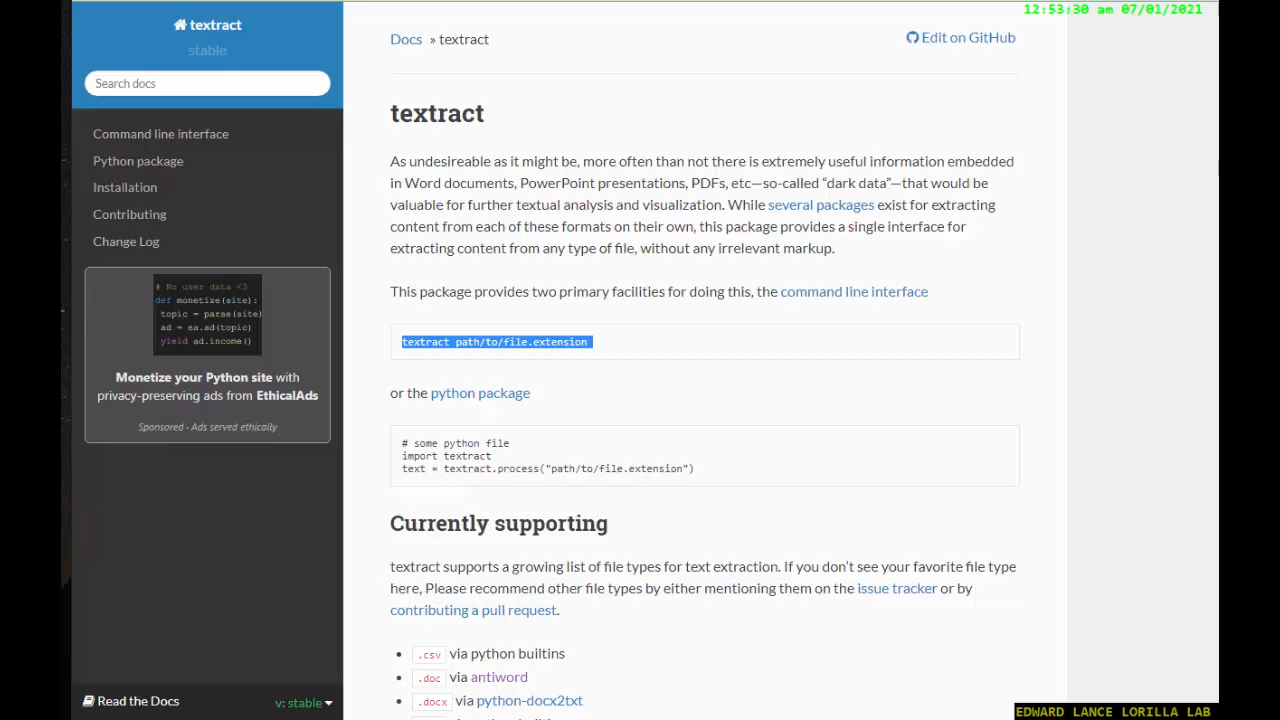 12:53:30 am 07/01/2021
textract
stable
Search docs
Command line interface
Python package
Installation
Contributing
Change Log
# No user data <3
def monetize(site):
topic = parse(site)
ad = ea.ad(topic)
yield ad.income()
Monetize your Python site with
privacy-preserving ads from EthicalAds
Sponsored · Ads served ethically
Read the Docs
v: stable
Docs » textract
Edit on GitHub
textract
As undesireable as it might be, more often than not there is extremely useful information embedded
in Word documents, PowerPoint presentations, PDFs, etc—so-called “dark data”—that would be
valuable for further textual analysis and visualization. While several packages exist for extracting
content from each of these formats on their own, this package provides a single interface for
extracting content from any type of file, without any irrelevant markup.
This package provides two primary facilities for doing this, the command line interface
textract path/to/file.extension
or the python package
# some python file
import textract
text = textract.process("path/to/file.extension")
Currently supporting
textract supports a growing list of file types for text extraction. If you don’t see your favorite file type
here, Please recommend other file types by either mentioning them on the issue tracker or by
contributing a pull request.
.csv via python builtins
.doc via antiword
.docx via python-docx2txt
EDWARD LANCE LORILLA LAB